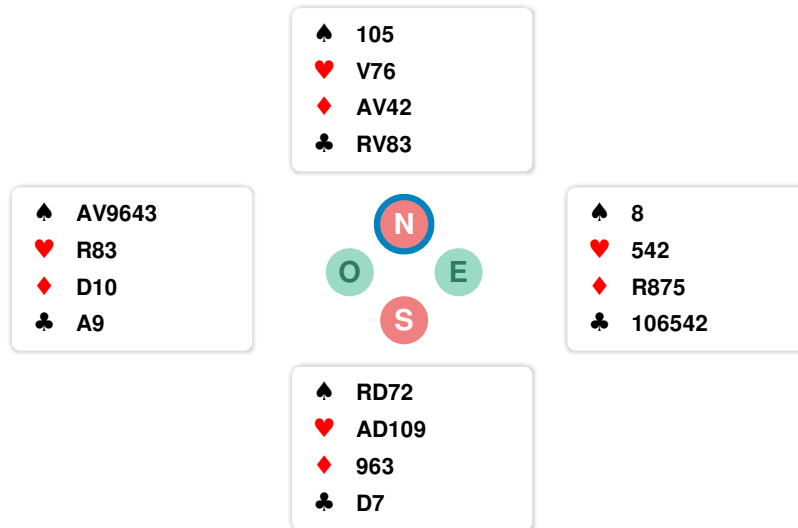 ♠ 105
♥ V76
♦ AV42
♣ RV83
♠ AV9643
♥ R83
♦ D10
♣ A9
N
O E
S
♠ 8
♥ 542
♦ R875
♣ 106542
♠ RD72
♥ AD109
♦ 963
♣ D7